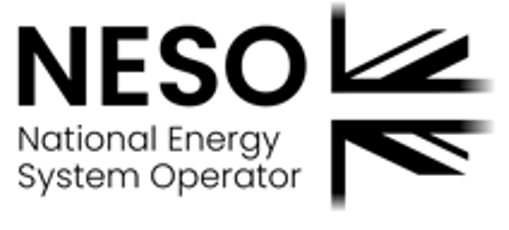 NESO
National Energy
System Operator